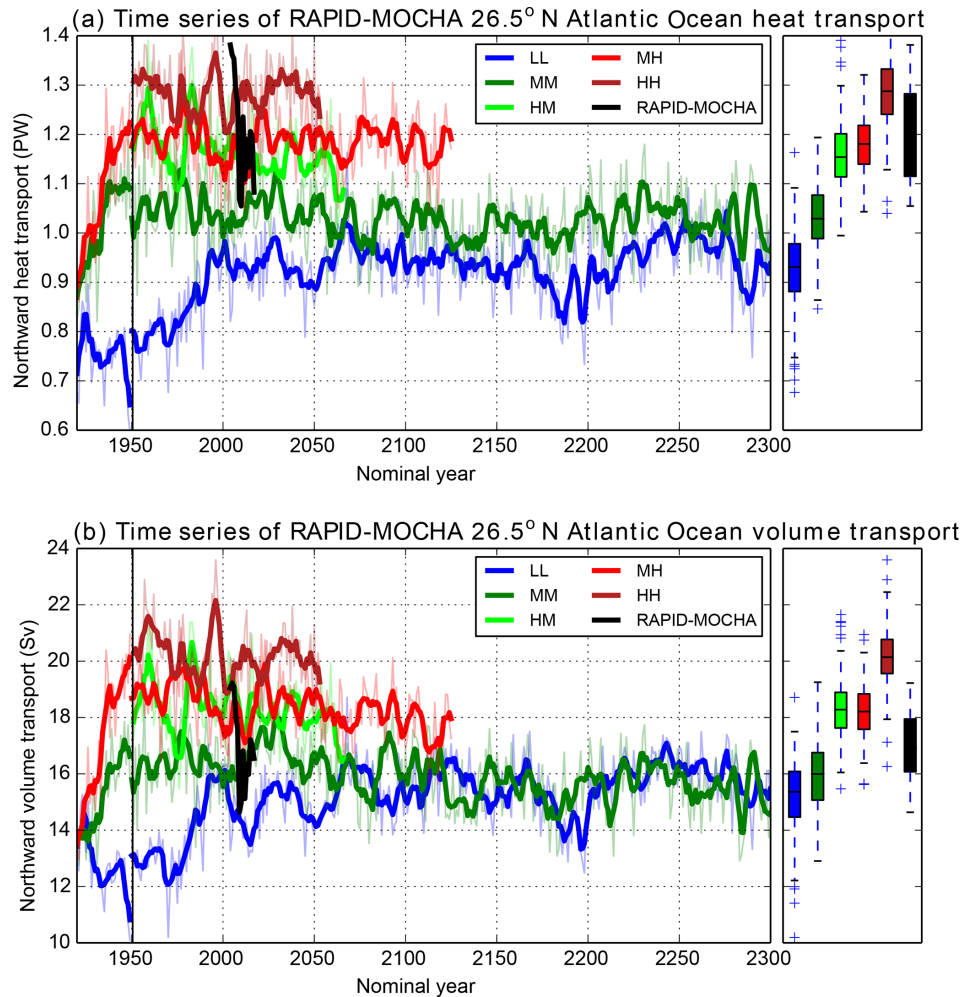 (a) Time series of RAPID-MOCHA 26.5° N Atlantic Ocean heat transport
1.4
1.3
1.2
1.1
1.0
0.9
0.8
0.7
0.6
Northward heat transport (PW)
LL
MM
HM
MH
HH
RAPID-MOCHA
1950 2000 2050 2100 2150 2200 2250 2300
Nominal year
(b) Time series of RAPID-MOCHA 26.5° N Atlantic Ocean volume transport
24
22
20
18
16
14
12
10
Northward volume transport (Sv)
LL
MM
HM
MH
HH
RAPID-MOCHA
1950 2000 2050 2100 2150 2200 2250 2300
Nominal year